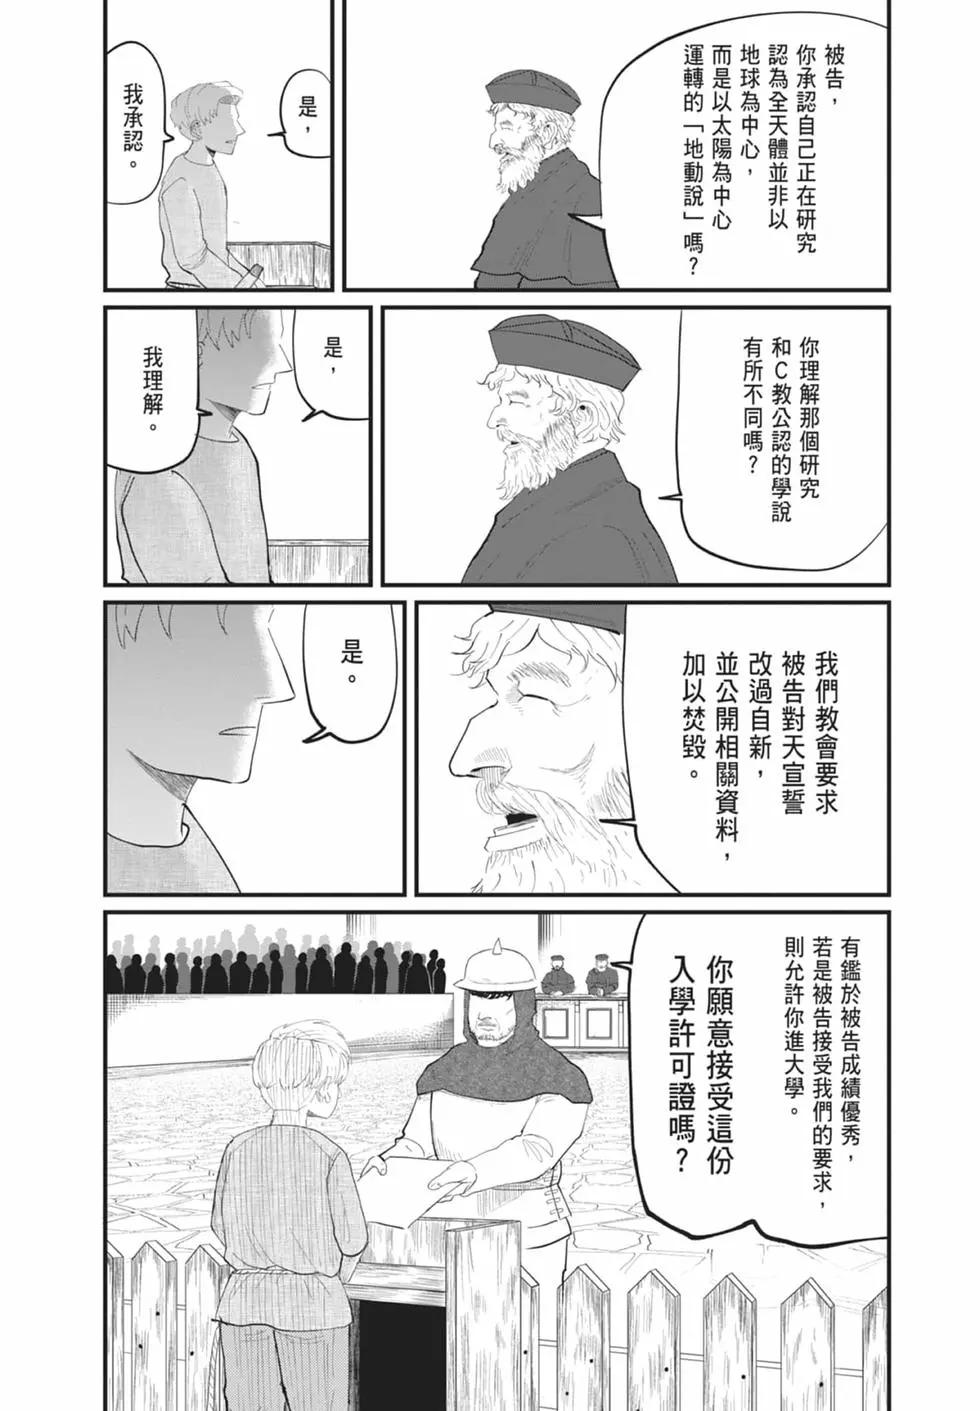 被告，
你承認自己正在研究
認為全天體並非以
地球為中心，
而是以太陽為中心
運轉的「地動說」嗎？
是，
我承認。
你理解那個研究
和C教公認的學說
有所不同嗎？
是，
我理解。
我們教會要求
被告對天宣誓
改過自新，
並公開相關資料，
加以焚毀。
是。
有鑑於被告成績優秀，
若是被告接受我們的要求，
則允許你進大學。
你願意接受這份
入學許可證嗎？